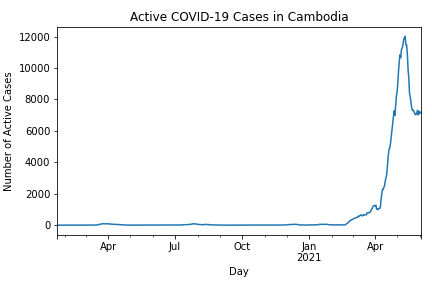 Active COVID-19 Cases in Cambodia
Number of Active Cases
12000
10000
8000
6000
4000
2000
0
Apr
Jul
Oct
Jan
2021
Apr
Day